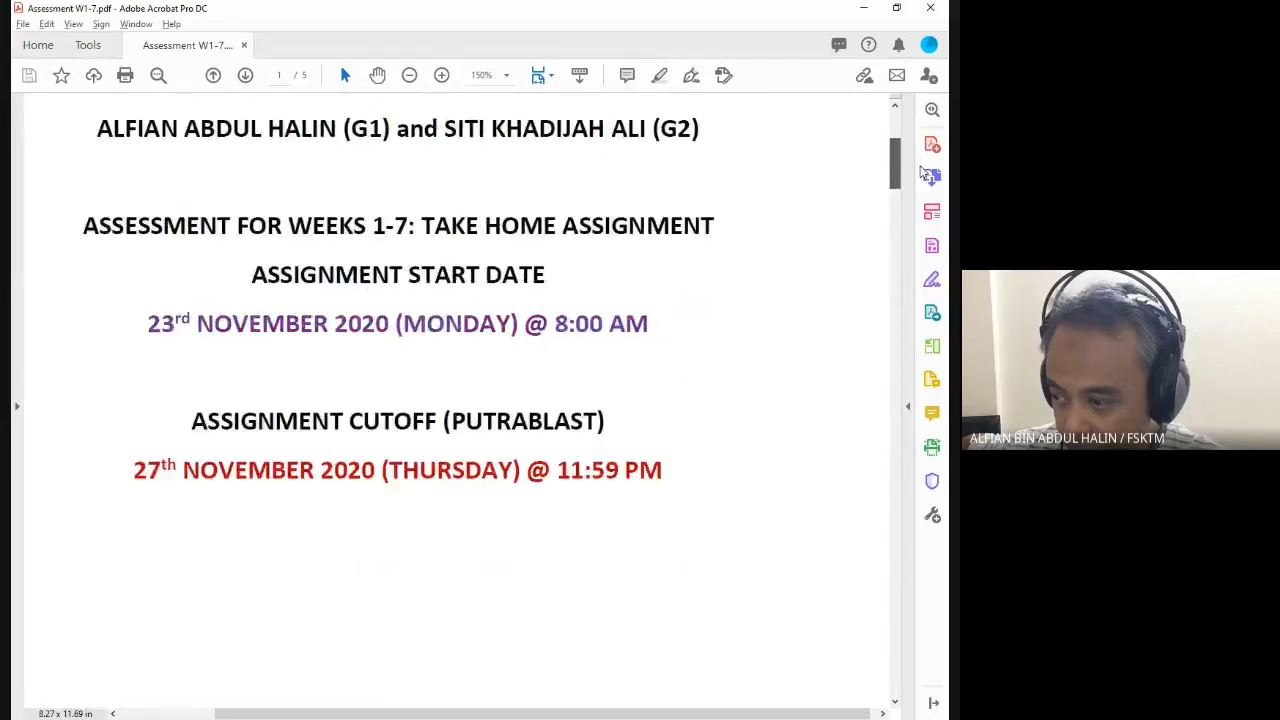 Assessment W1-7.pdf - Adobe Acrobat Pro DC
File Edit View Sign Window Help
Home Tools Assessment W1-7.... ×
1 / 5 150%
ALFIAN ABDUL HALIN (G1) and SITI KHADIJAH ALI (G2)
ASSESSMENT FOR WEEKS 1-7: TAKE HOME ASSIGNMENT
ASSIGNMENT START DATE
23rd NOVEMBER 2020 (MONDAY) @ 8:00 AM
ASSIGNMENT CUTOFF (PUTRABLAST)
27th NOVEMBER 2020 (THURSDAY) @ 11:59 PM
ALFIAN BIN ABDUL HALIN / FSKTM
8.27 x 11.69 in